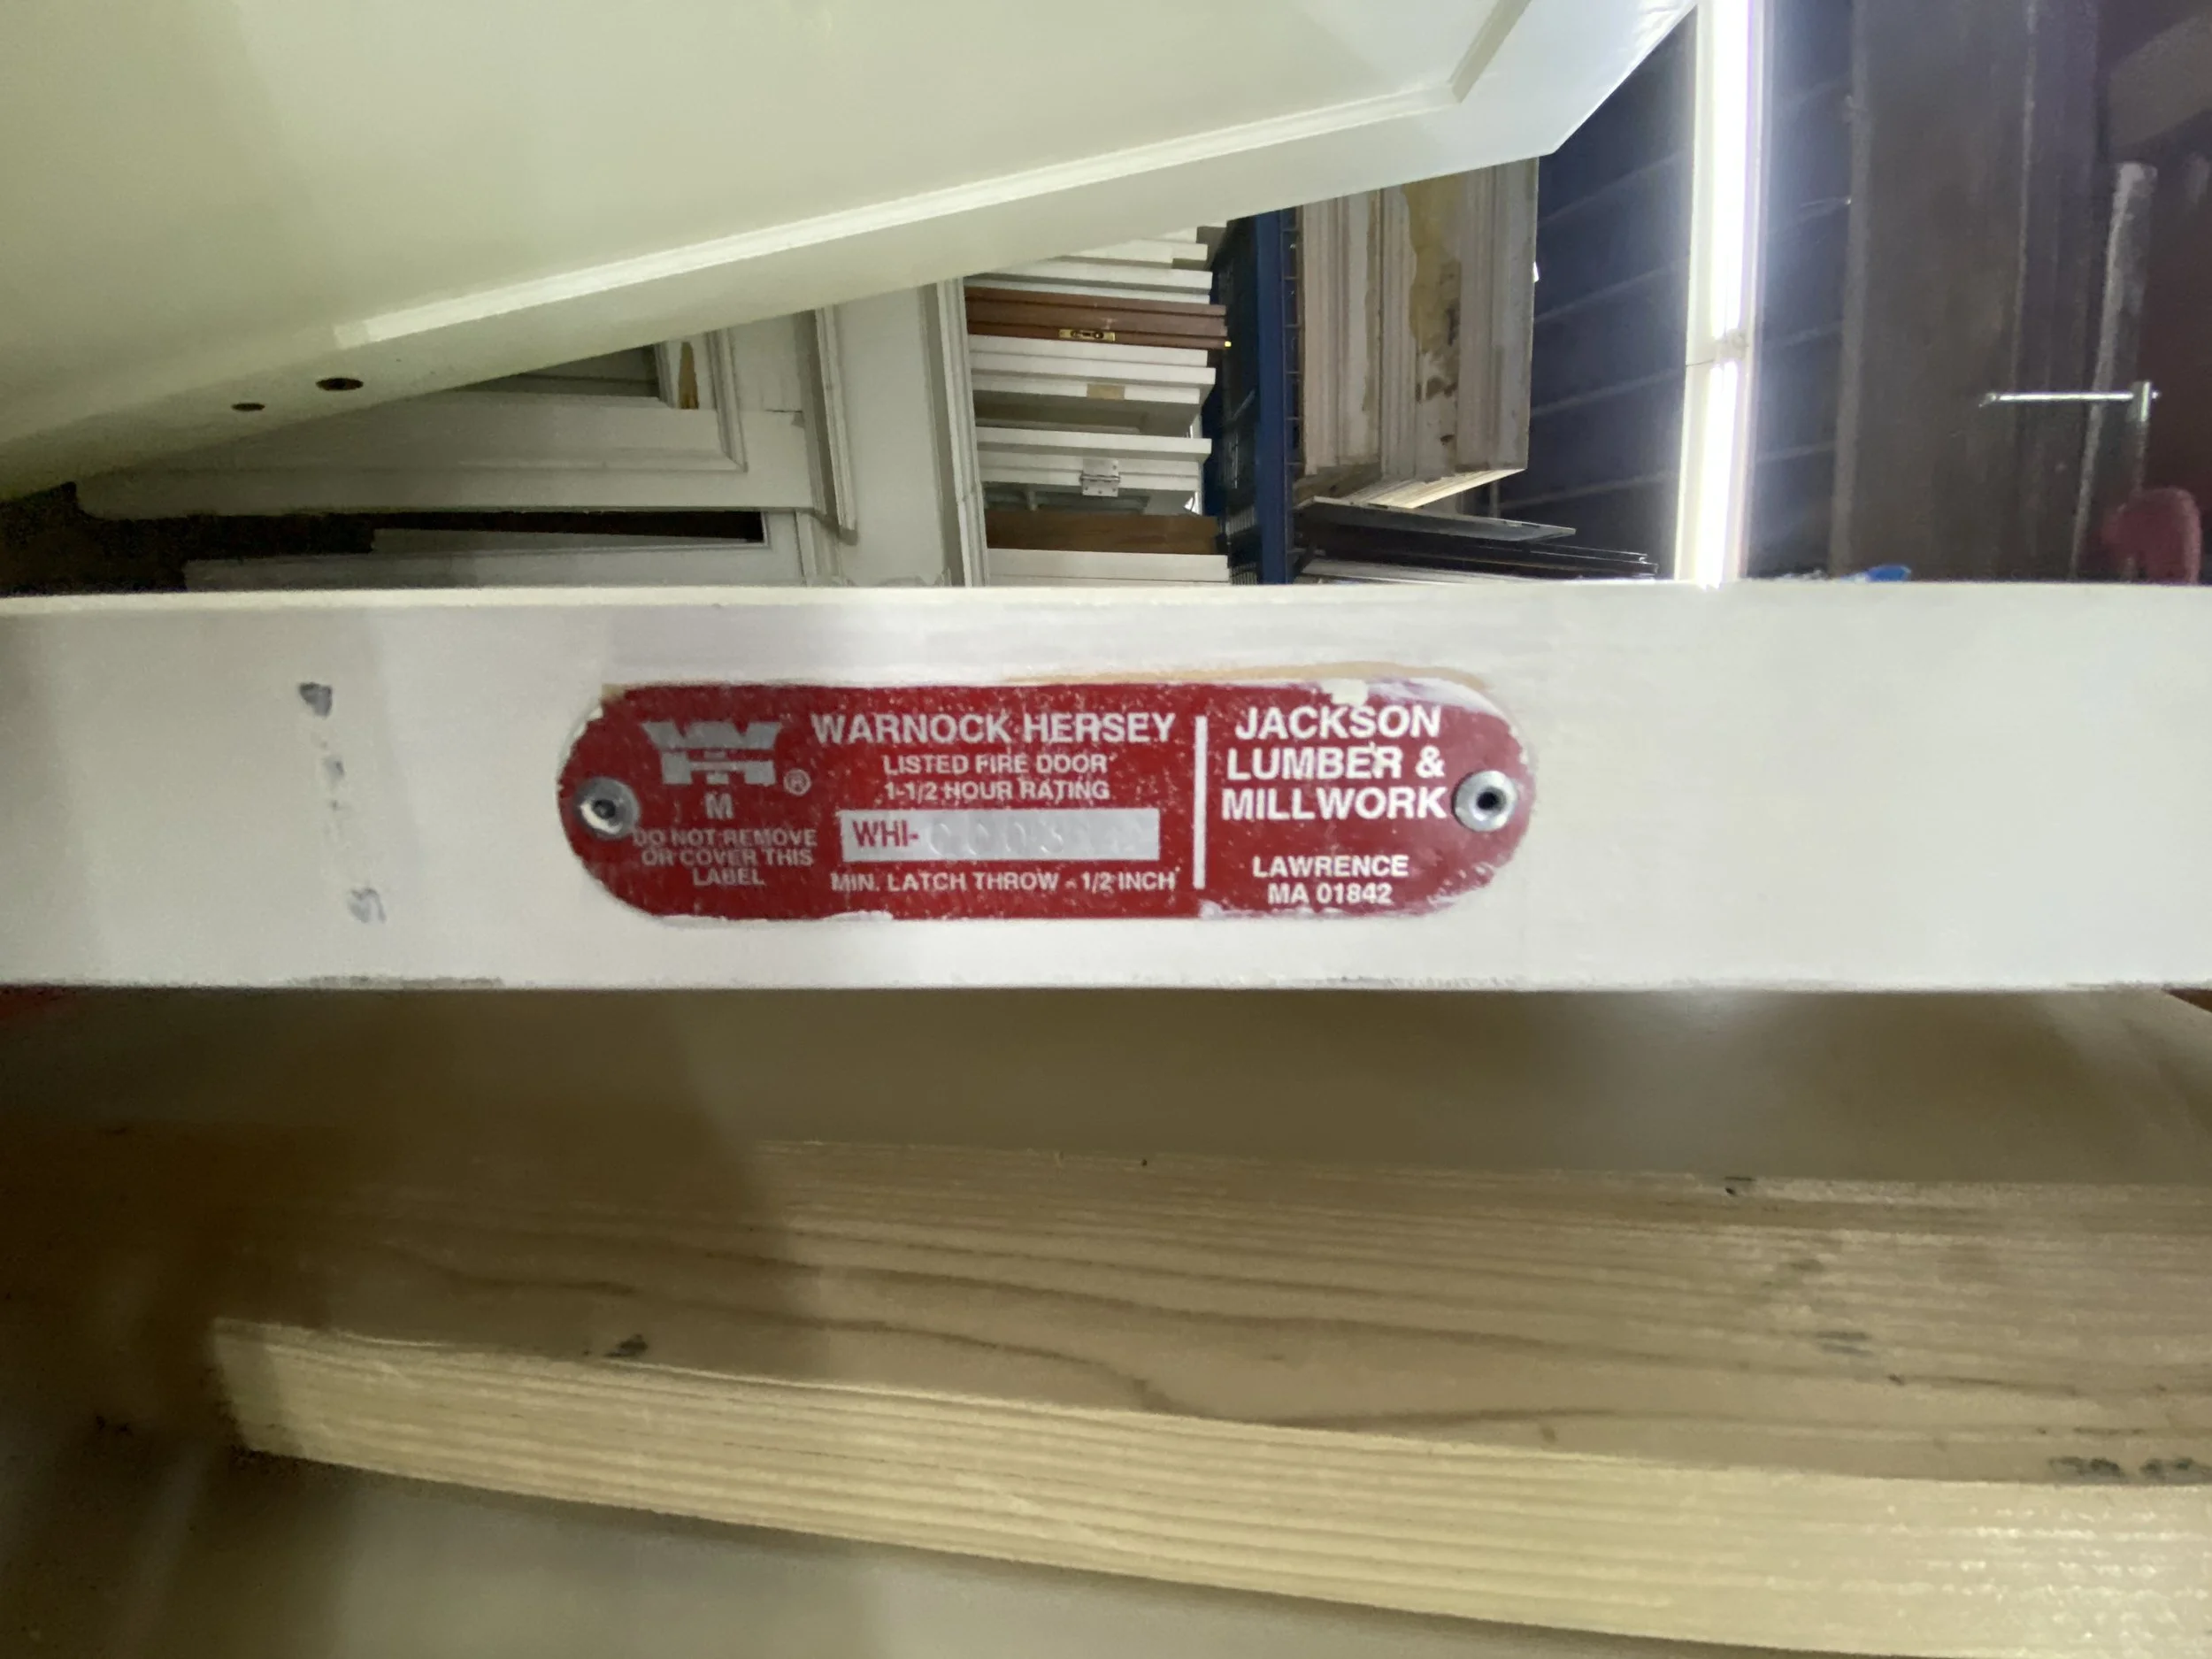 WH
®
M
DO NOT REMOVE
OR COVER THIS
LABEL
WARNOCK HERSEY
LISTED FIRE DOOR
1-1/2 HOUR RATING
WHI-
MIN. LATCH THROW - 1/2 INCH
JACKSON
LUMBER &
MILLWORK
LAWRENCE
MA 01842